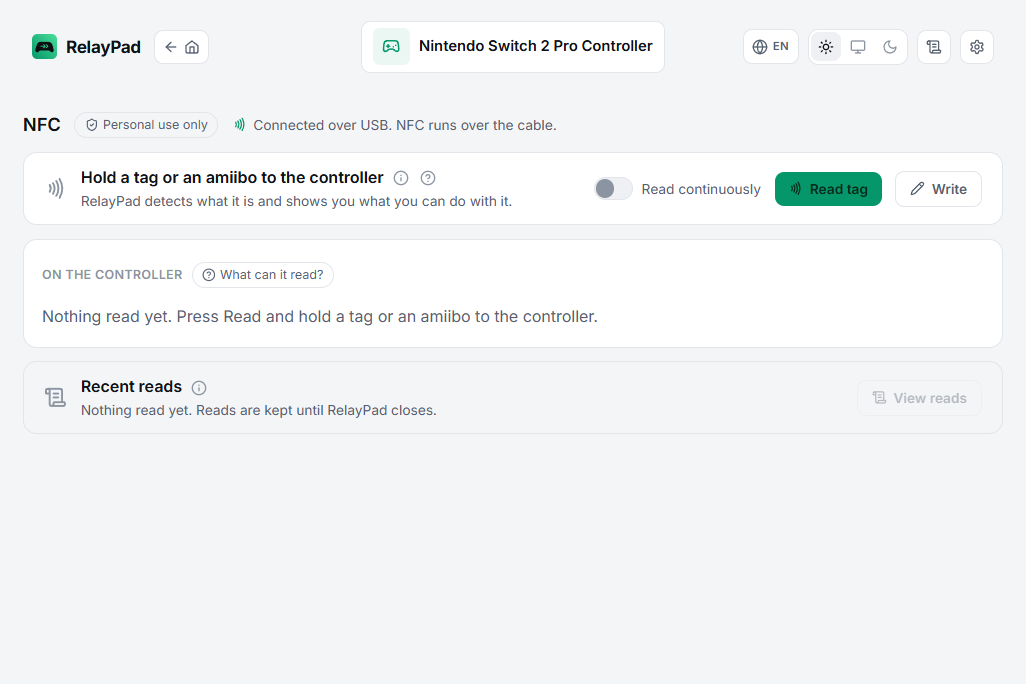 RelayPad
Nintendo Switch 2 Pro Controller
EN
NFC
Personal use only
Connected over USB. NFC runs over the cable.
Hold a tag or an amiibo to the controller
RelayPad detects what it is and shows you what you can do with it.
Read continuously
Read tag
Write
ON THE CONTROLLER
What can it read?
Nothing read yet. Press Read and hold a tag or an amiibo to the controller.
Recent reads
Nothing read yet. Reads are kept until RelayPad closes.
View reads